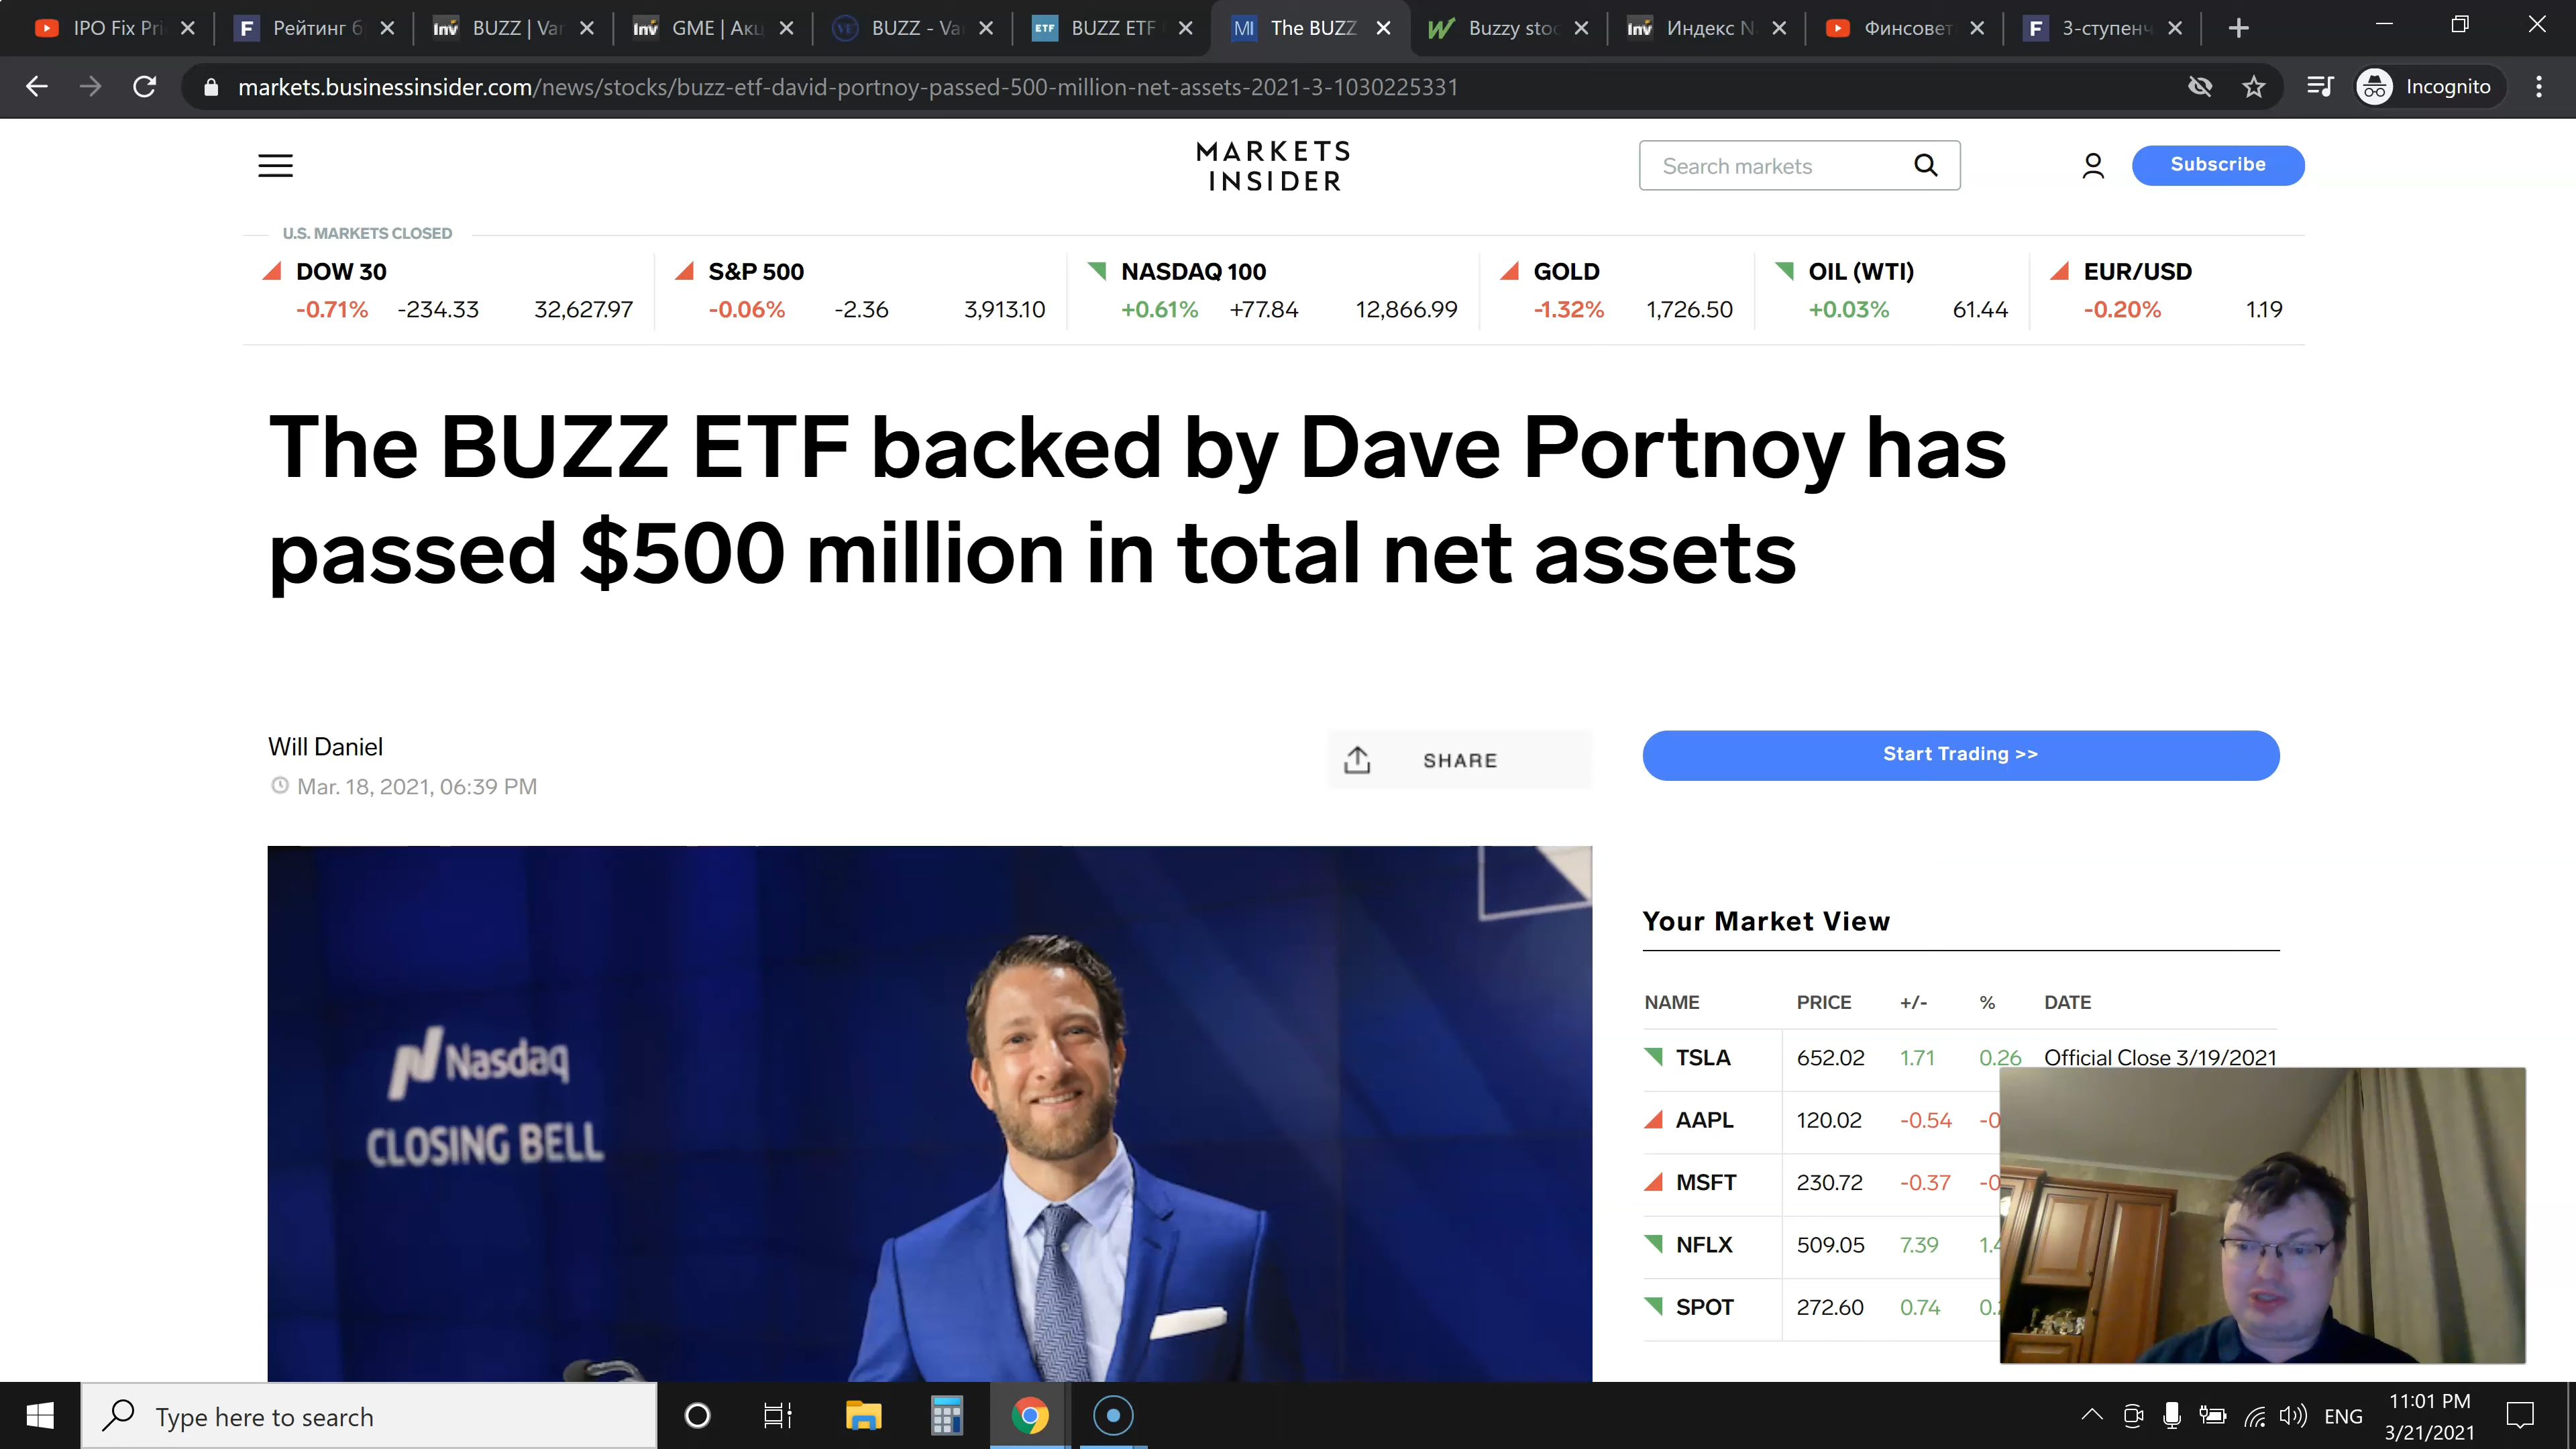 IPO Fix Pri
Рейтинг б
BUZZ | Var
GME | Акц
BUZZ - Va
BUZZ ETF
The BUZZ
Buzzy stoc
Индекс N
Финсовет
3-ступенч
markets.businessinsider.com/news/stocks/buzz-etf-david-portnoy-passed-500-million-net-assets-2021-3-1030225331
Incognito
MARKETS
INSIDER
Search markets
Subscribe
U.S. MARKETS CLOSED
DOW 30
-0.71% -234.33 32,627.97
S&P 500
-0.06% -2.36 3,913.10
NASDAQ 100
+0.61% +77.84 12,866.99
GOLD
-1.32% 1,726.50
OIL (WTI)
+0.03% 61.44
EUR/USD
-0.20% 1.19
The BUZZ ETF backed by Dave Portnoy has
passed $500 million in total net assets
Will Daniel
Mar. 18, 2021, 06:39 PM
SHARE
Start Trading >>
Nasdaq
CLOSING BELL
Your Market View
NAME PRICE +/- % DATE
TSLA 652.02 1.71 0.26 Official Close 3/19/2021
AAPL 120.02 -0.54 -0
MSFT 230.72 -0.37 -0
NFLX 509.05 7.39 1.4
SPOT 272.60 0.74 0.
Type here to search
ENG
11:01 PM
3/21/2021